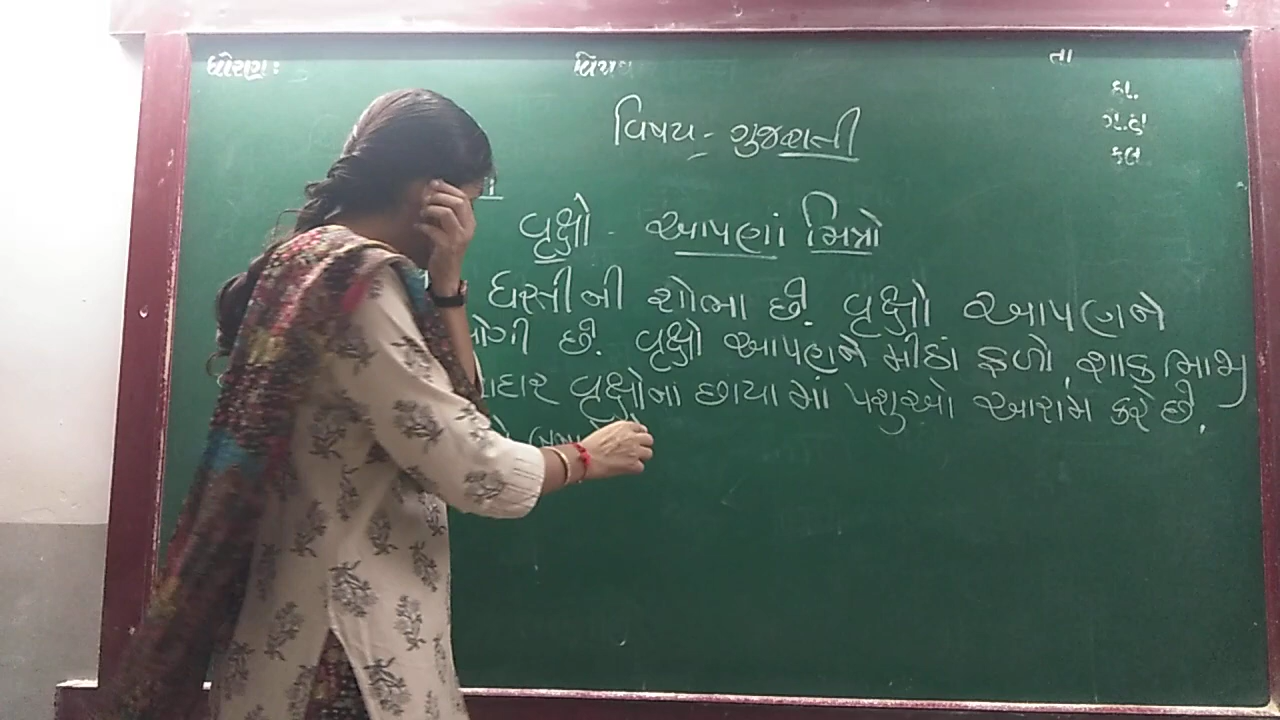 ધોરણ: વિષય તા
કા.
ગે.હા
કુલ
વિષય - ગુજરાતી
વૃક્ષો - આપણાં મિત્રો
ધરતીની શોભા છે. વૃક્ષો આપણને
છે. વૃક્ષો આપણને મીઠાં ફળો, શાકભાજી
વૃક્ષોના છાયામાં પશુઓ આરામ કરે છે.